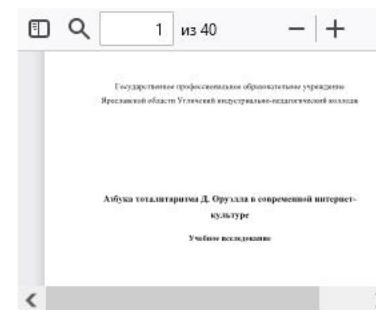 1 из 40
Государственное профессиональное образовательное учреждение
Ярославской области Угличский индустриально-педагогический колледж
Азбука тоталитаризма Д. Оруэлла в современной интернет-
культуре
Учебное исследование